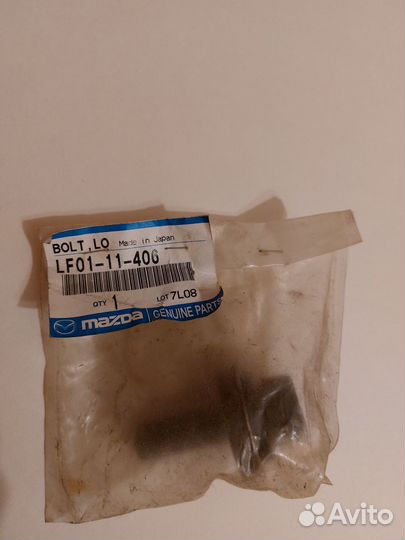 BOLT,LO Made in Japan
LF01-11-406
QTY 1 LOT 7L08
mazda GENUINE PARTS
Avito